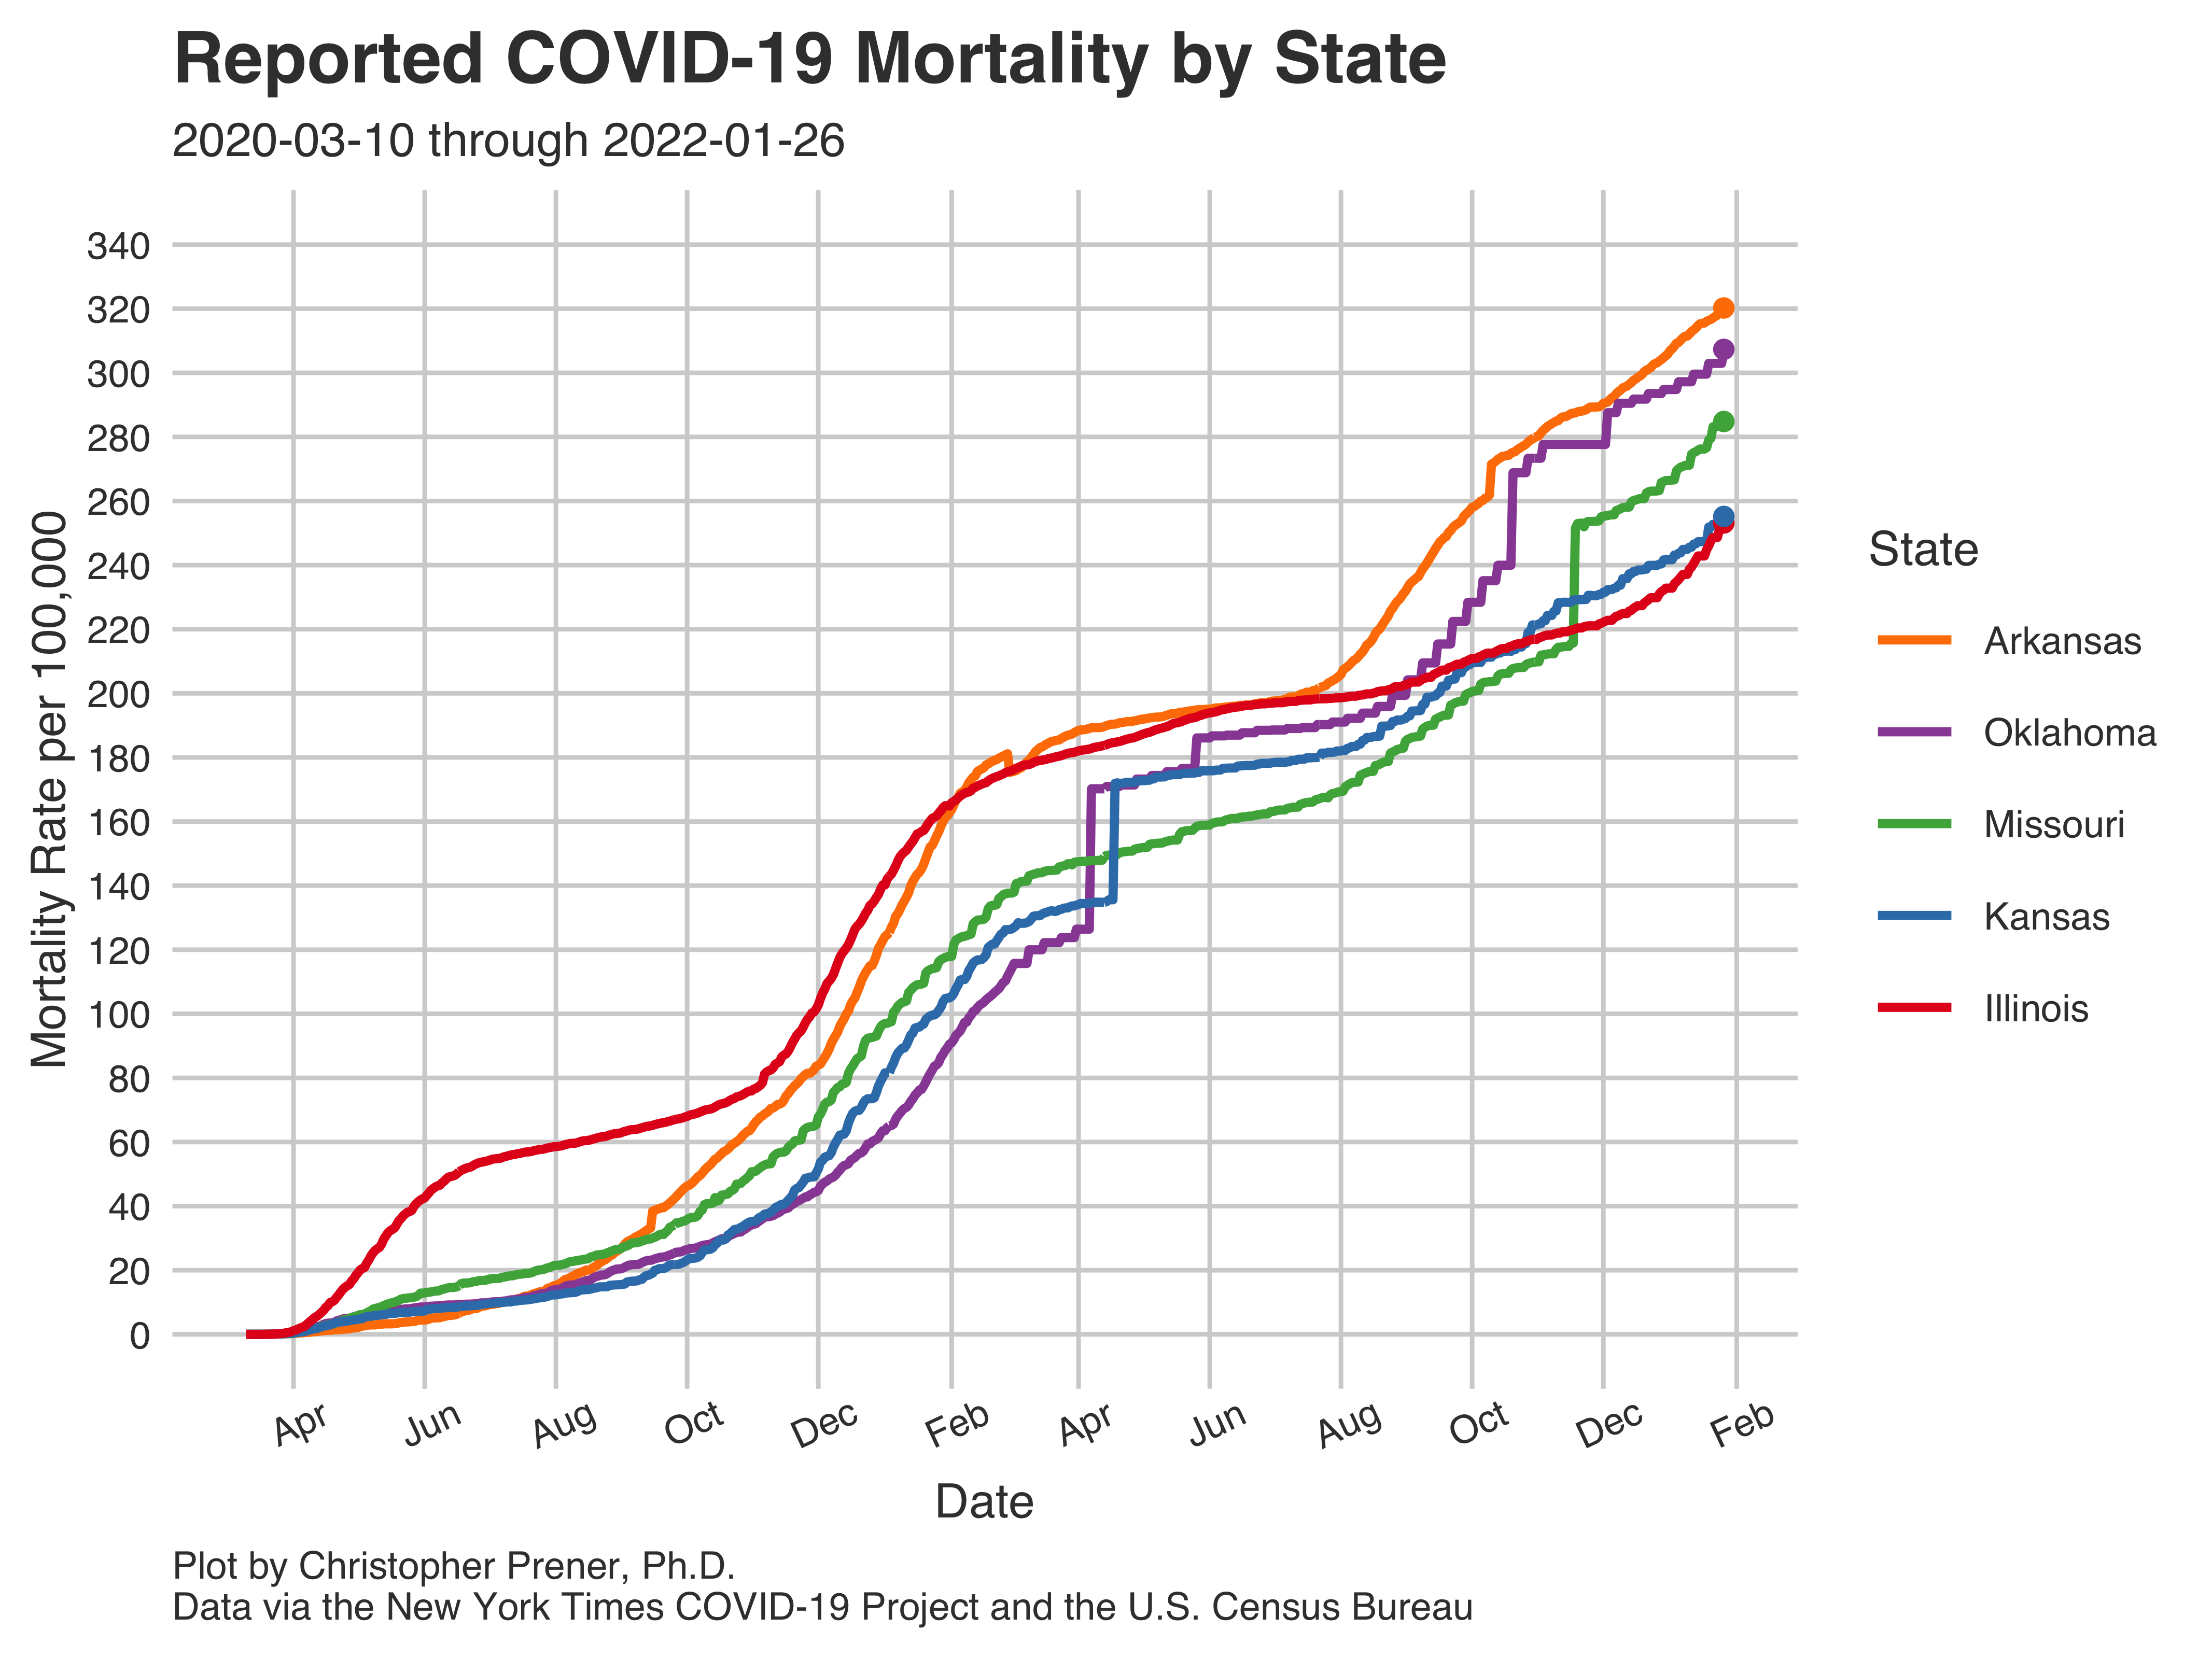 Reported COVID-19 Mortality by State
2020-03-10 through 2022-01-26
Mortality Rate per 100,000
340
320
300
280
260
240
220
200
180
160
140
120
100
80
60
40
20
0
Apr
Jun
Aug
Oct
Dec
Feb
Apr
Jun
Aug
Oct
Dec
Feb
Date
State
Arkansas
Oklahoma
Missouri
Kansas
Illinois
Plot by Christopher Prener, Ph.D.
Data via the New York Times COVID-19 Project and the U.S. Census Bureau